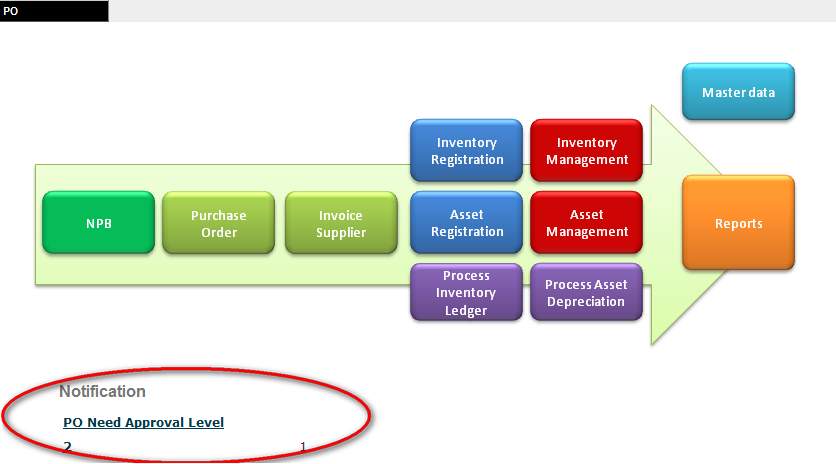 PO
Master data
Inventory
Registration
Inventory
Management
NPB
Purchase
Order
Invoice
Supplier
Asset
Registration
Asset
Management
Reports
Process
Inventory
Ledger
Process Asset
Depreciation
Notification
PO Need Approval Level
2 1